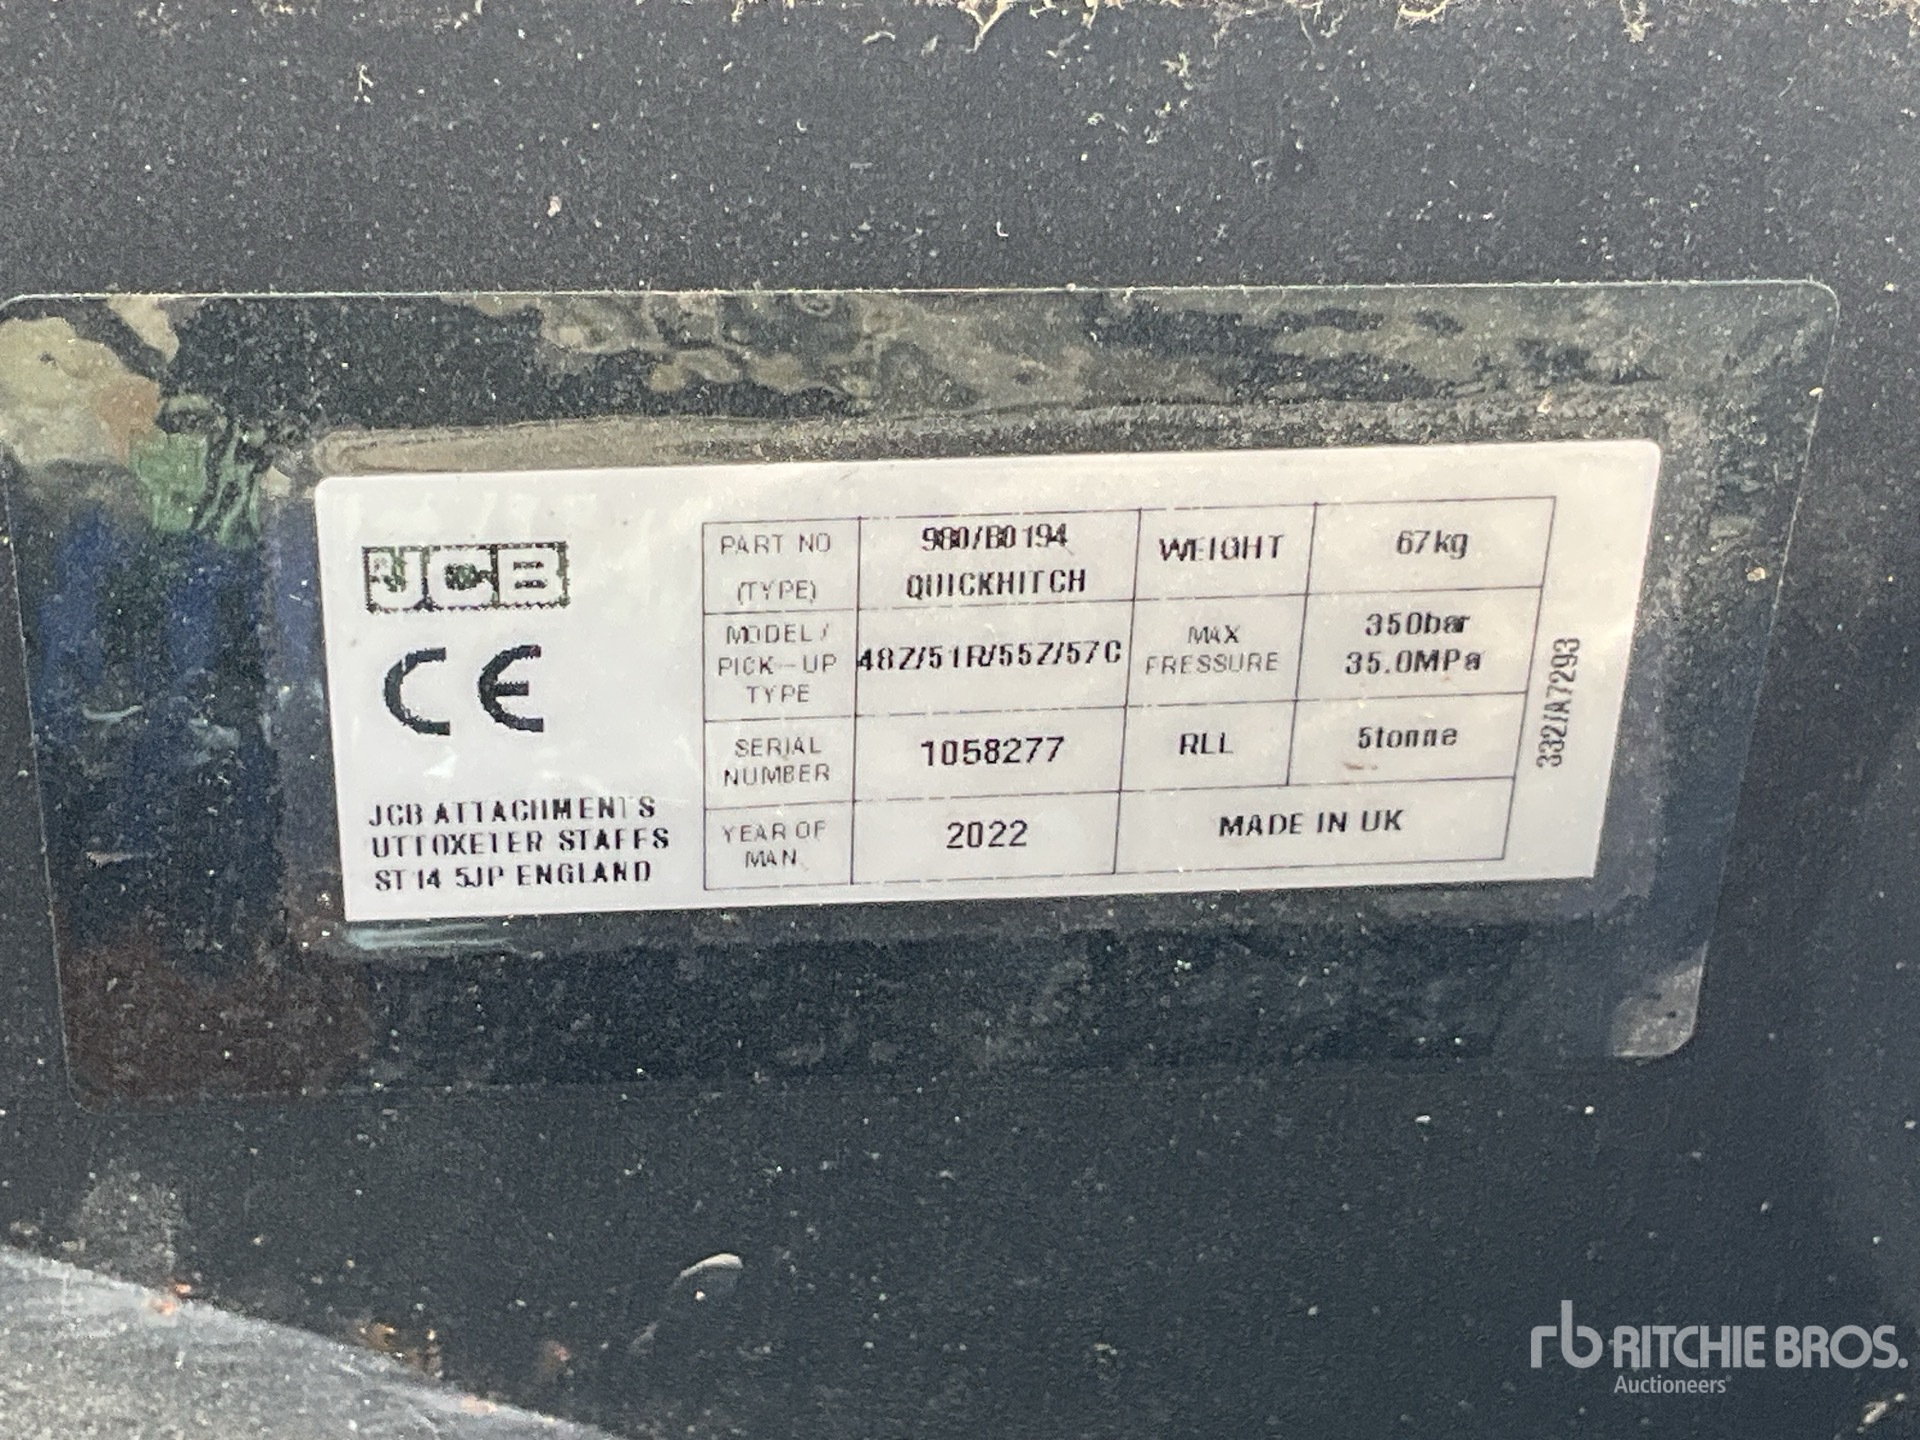 JCB
CE
JCB ATTACHMENTS
UTTOXETER STAFFS
ST14 5JP ENGLAND
PART NO
(TYPE)
980/B0194
QUICKHITCH
WEIGHT
67kg
MODEL/
PICK-UP
TYPE
48Z/51R/55Z/57C
MAX
PRESSURE
350bar
35.0MPa
SERIAL
NUMBER
1058277
RLL
5tonne
YEAR OF
MAN.
2022
MADE IN UK
332/A7293
rb RITCHIE BROS.
Auctioneers